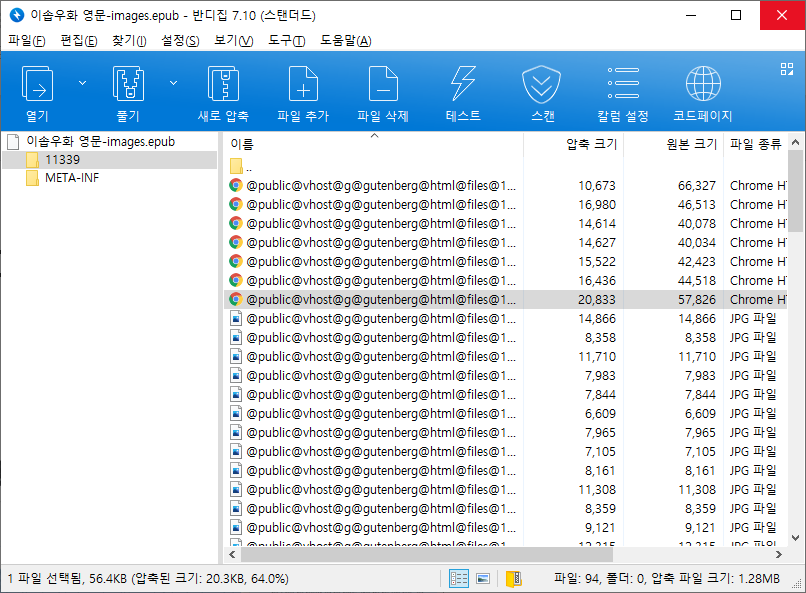 이솝우화 영문-images.epub - 반디집 7.10 (스탠더드)
파일(F) 편집(E) 찾기(I) 설정(S) 보기(V) 도구(T) 도움말(A)
열기 풀기 새로 압축 파일 추가 파일 삭제 테스트 스캔 칼럼 설정 코드페이지
이솝우화 영문-images.epub
11339
META-INF
이름 압축 크기 원본 크기 파일 종류
..
@public@vhost@g@gutenberg@html@files@1... 10,673 66,327 Chrome HT
@public@vhost@g@gutenberg@html@files@1... 16,980 46,513 Chrome HT
@public@vhost@g@gutenberg@html@files@1... 14,614 40,078 Chrome HT
@public@vhost@g@gutenberg@html@files@1... 14,627 40,034 Chrome HT
@public@vhost@g@gutenberg@html@files@1... 15,522 42,423 Chrome HT
@public@vhost@g@gutenberg@html@files@1... 16,436 44,518 Chrome HT
@public@vhost@g@gutenberg@html@files@1... 20,833 57,826 Chrome HT
@public@vhost@g@gutenberg@html@files@1... 14,866 14,866 JPG 파일
@public@vhost@g@gutenberg@html@files@1... 8,358 8,358 JPG 파일
@public@vhost@g@gutenberg@html@files@1... 11,710 11,710 JPG 파일
@public@vhost@g@gutenberg@html@files@1... 7,983 7,983 JPG 파일
@public@vhost@g@gutenberg@html@files@1... 7,844 7,844 JPG 파일
@public@vhost@g@gutenberg@html@files@1... 6,609 6,609 JPG 파일
@public@vhost@g@gutenberg@html@files@1... 7,965 7,965 JPG 파일
@public@vhost@g@gutenberg@html@files@1... 7,105 7,105 JPG 파일
@public@vhost@g@gutenberg@html@files@1... 8,161 8,161 JPG 파일
@public@vhost@g@gutenberg@html@files@1... 11,308 11,308 JPG 파일
@public@vhost@g@gutenberg@html@files@1... 8,359 8,359 JPG 파일
@public@vhost@g@gutenberg@html@files@1... 9,121 9,121 JPG 파일
1 파일 선택됨, 56.4KB (압축된 크기: 20.3KB, 64.0%) 파일: 94, 폴더: 0, 압축 파일 크기: 1.28MB